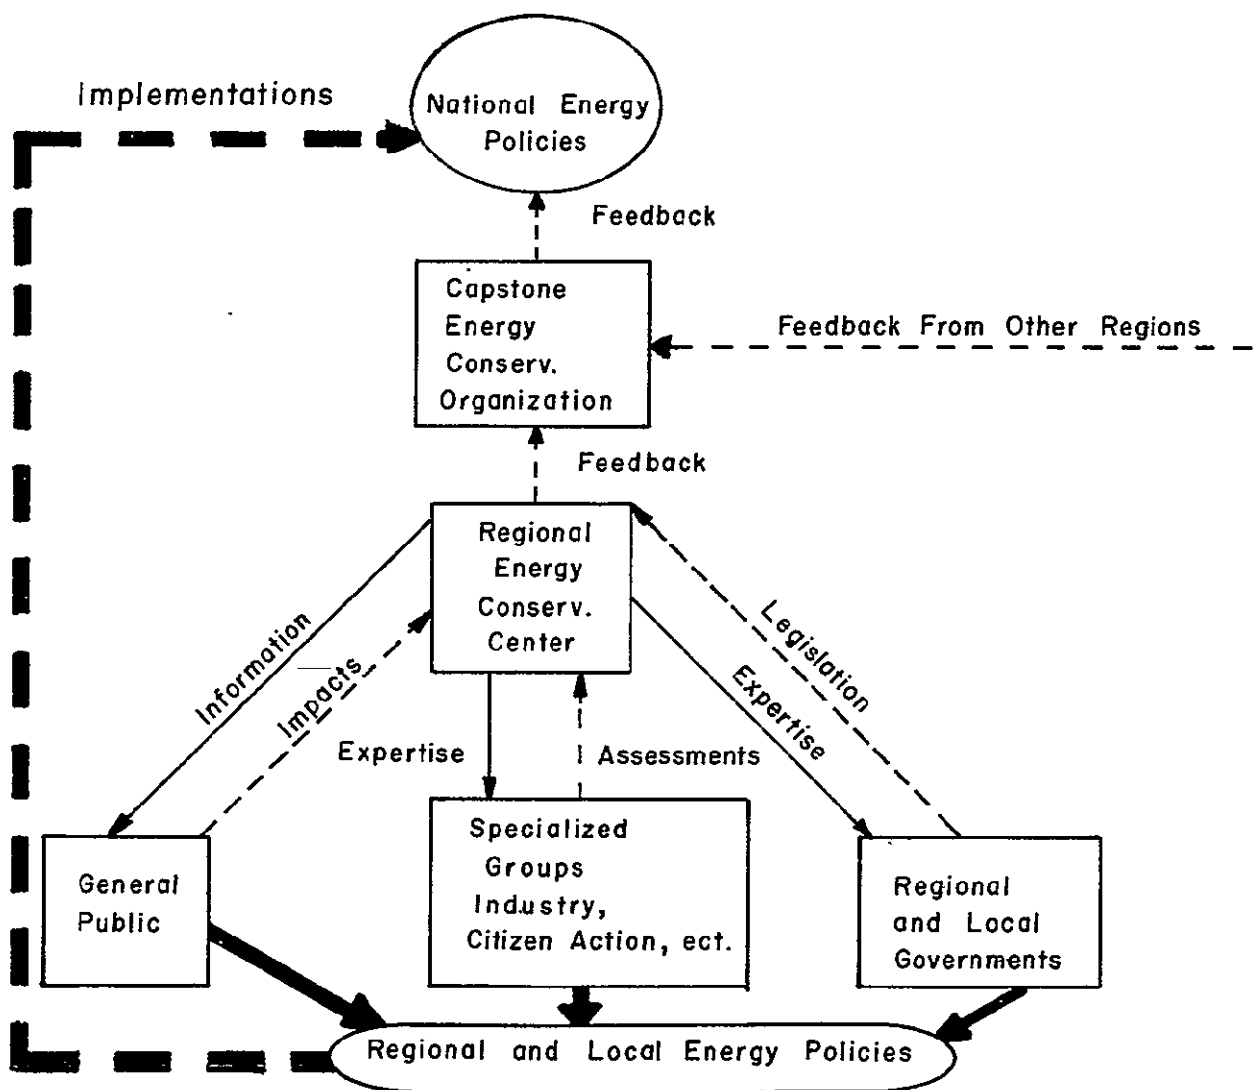 Implementations
National Energy
Policies
Feedback
Capstone
Energy
Conserv.
Organization
Feedback From Other Regions
Feedback
Regional
Energy
Conserv.
Center
Information
Impacts
Legislation
Expertise
Expertise
Assessments
General
Public
Specialized
Groups
Industry,
Citizen Action, ect.
Regional
and Local
Governments
Regional and Local Energy Policies